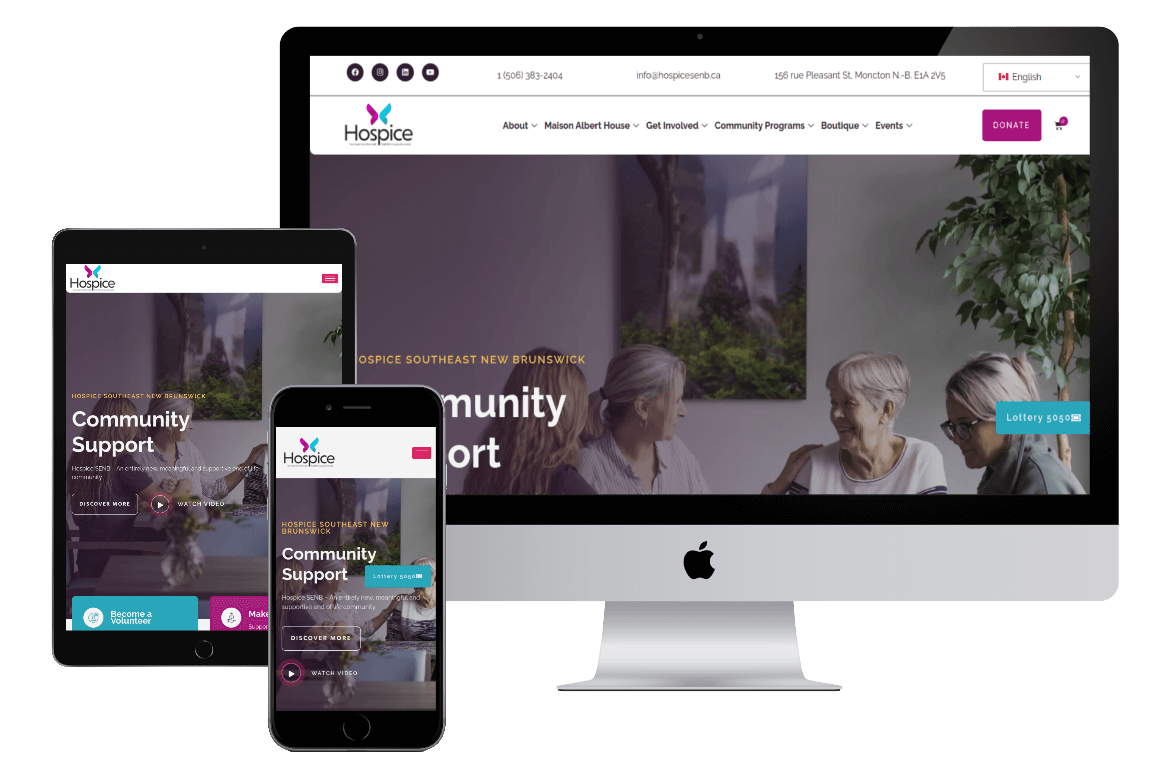 1 (506) 383-2404
info@hospicesenb.ca
156 rue Pleasant St, Moncton N.-B, E1A 2V5
English
Hospice
About
Maison Albert House
Get Involved
Community Programs
Boutique
Events
DONATE
0
HOSPICE SOUTHEAST NEW BRUNSWICK
munity
ort
Lottery 5050
Hospice
HOSPICE SOUTHEAST NEW BRUNSWICK
Community
Support
Hospice SENB – An entirely new, meaningful and supportive end of life
community.
DISCOVER MORE
WATCH VIDEO
Become a
Volunteer
Make
Suppor
Hospice
HOSPICE SOUTHEAST NEW
BRUNSWICK
Community
Support
Lottery 5050
Hospice SENB – An entirely new, meaningful and
supportive end of life community.
DISCOVER MORE
WATCH VIDEO